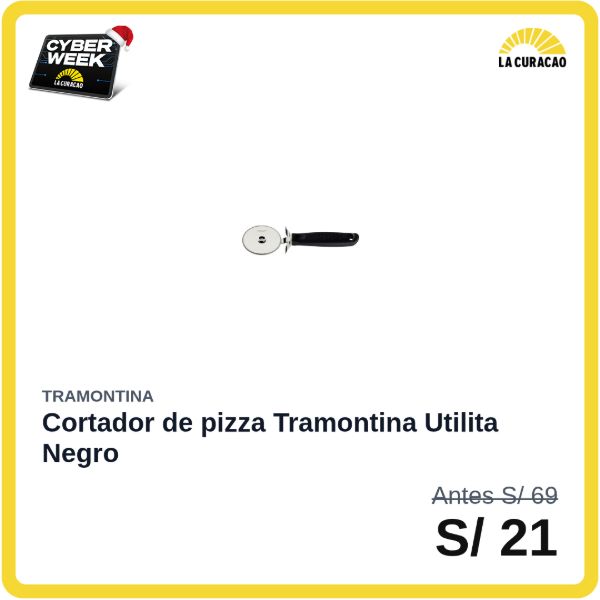 CYBER
WEEK
LA CURACAO
LA CURACAO
TRAMONTINA
Cortador de pizza Tramontina Utilita
Negro
Antes S/ 69
S/ 21